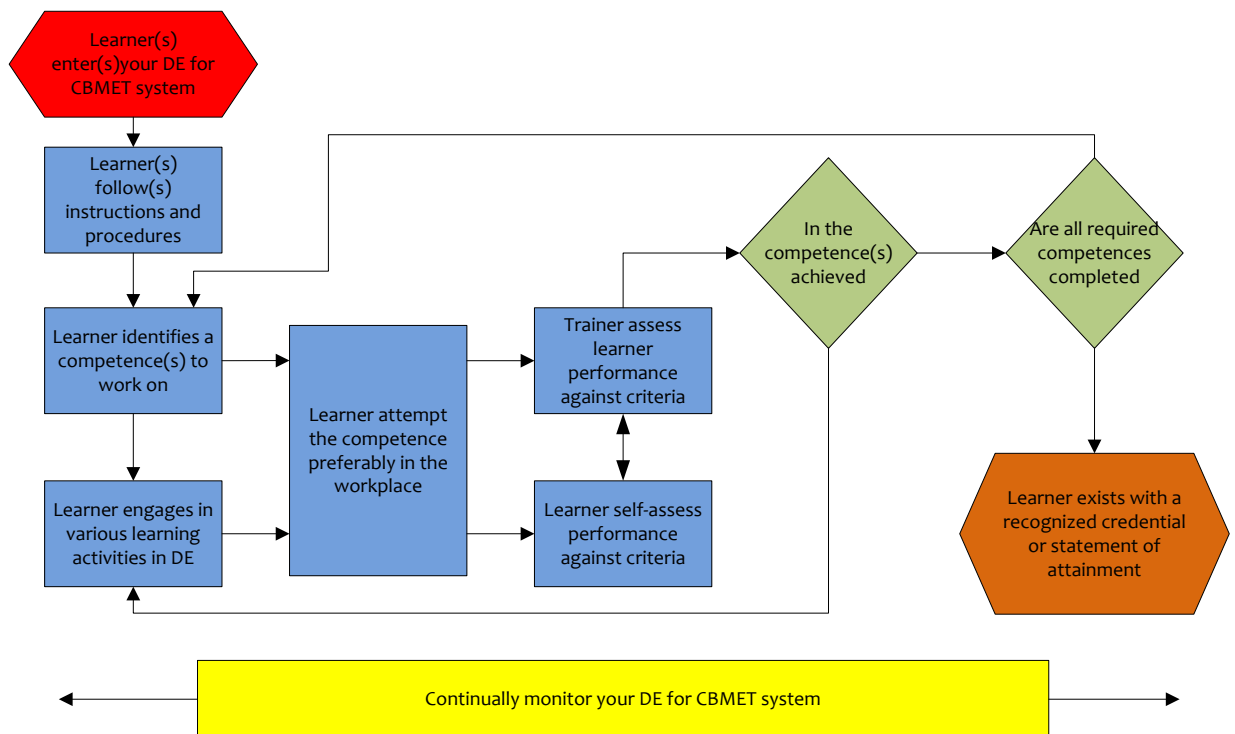 Learner(s)
enter(s)your DE for
CBMET system
Learner(s)
follow(s)
instructions and
procedures
In the
competence(s)
achieved
Are all required
competences
completed
Learner identifies a
competence(s) to
work on
Learner attempt
the competence
preferably in the
workplace
Trainer assess
learner
performance
against criteria
Learner engages in
various learning
activities in DE
Learner self-assess
performance
against criteria
Learner exists with a
recognized credential
or statement of
attainment
Continually monitor your DE for CBMET system